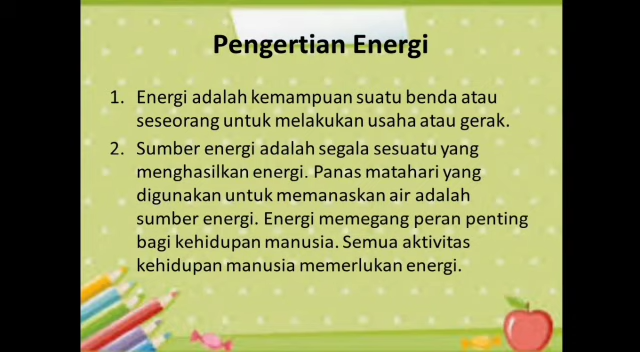 Pengertian Energi
1. Energi adalah kemampuan suatu benda atau
seseorang untuk melakukan usaha atau gerak.
2. Sumber energi adalah segala sesuatu yang
menghasilkan energi. Panas matahari yang
digunakan untuk memanaskan air adalah
sumber energi. Energi memegang peran penting
bagi kehidupan manusia. Semua aktivitas
kehidupan manusia memerlukan energi.